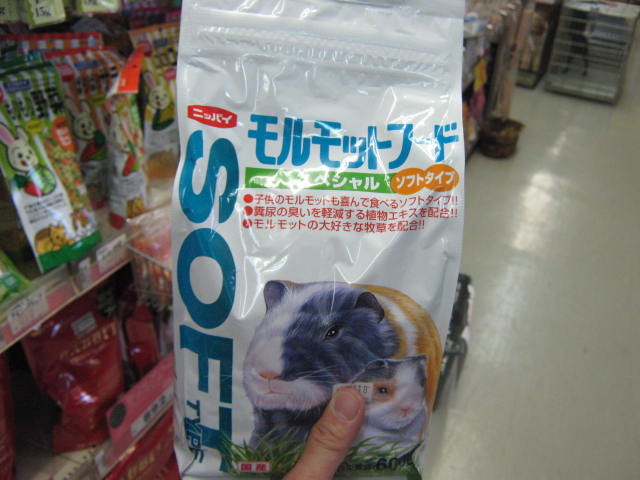 ニッパイ
モルモットフード
スペシャル
ソフトタイプ
●子供のモルモットも喜んで食べるソフトタイプ!!
●糞尿の臭いを軽減する植物エキスを配合!!
●モルモットの大好きな牧草を配合!!
SOFT TYPE
国産
600